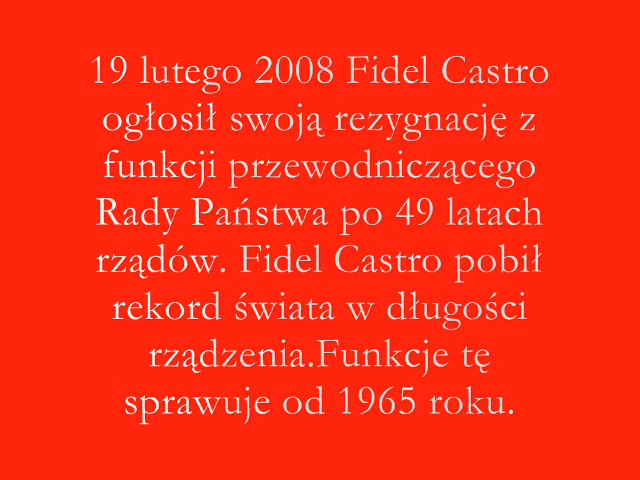 19 lutego 2008 Fidel Castro
ogłosił swoją rezygnację z
funkcji przewodniczącego
Rady Państwa po 49 latach
rządów. Fidel Castro pobił
rekord świata w długości
rządzenia.Funkcje tę
sprawuje od 1965 roku.